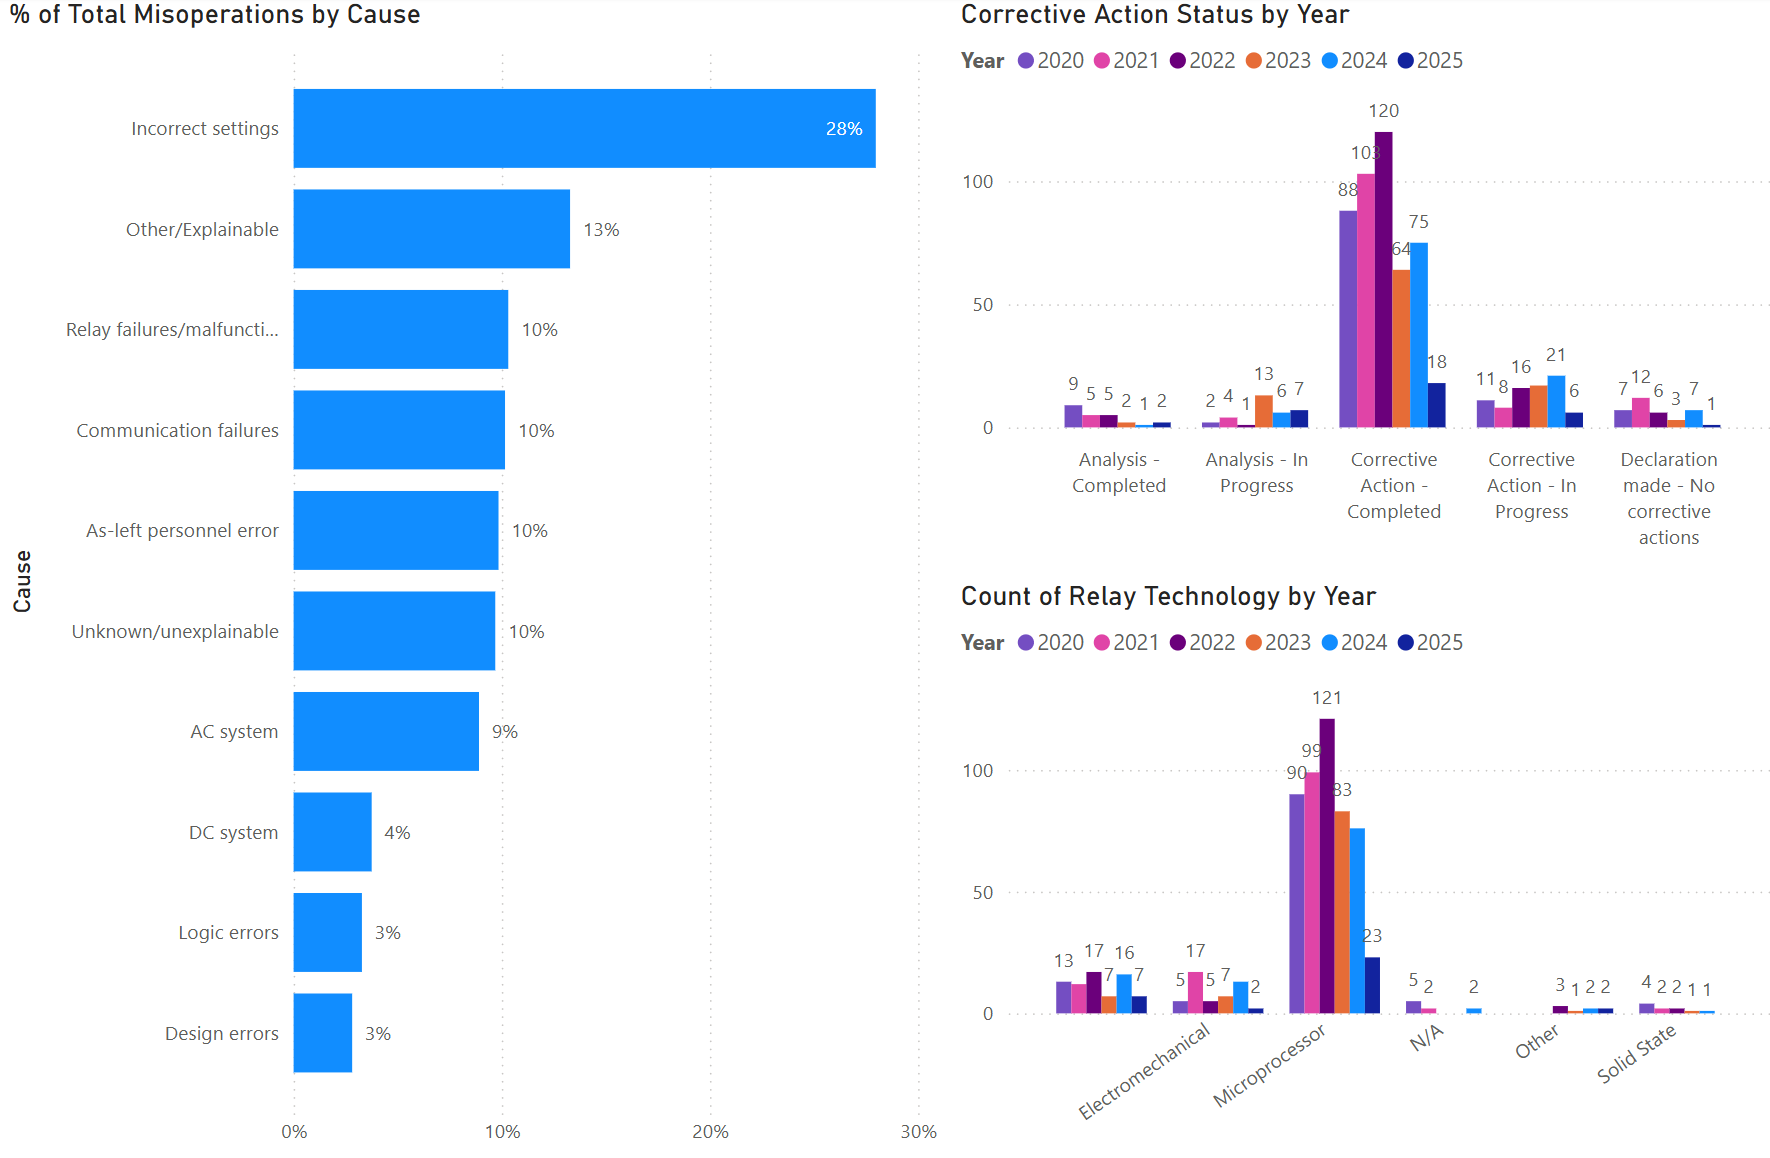 % of Total Misoperations by Cause
Cause
Incorrect settings
28%
Other/Explainable
13%
Relay failures/malfuncti...
10%
Communication failures
10%
As-left personnel error
10%
Unknown/unexplainable
10%
AC system
9%
DC system
4%
Logic errors
3%
Design errors
3%
0% 10% 20% 30%
Corrective Action Status by Year
Year 2020 2021 2022 2023 2024 2025
100
50
0
9 5 5 2 1 2
2 4 1 13 6 7
88 103 120 64 75 18
11 8 16 21 6
7 12 6 3 7 1
Analysis -
Completed
Analysis - In
Progress
Corrective
Action -
Completed
Corrective
Action - In
Progress
Declaration
made - No
corrective
actions
Count of Relay Technology by Year
Year 2020 2021 2022 2023 2024 2025
100
50
0
13 17 7 16 7
5 17 5 7 2
90 99 121 83 23
5 2 2
3 1 2 2
4 2 2 1 1
Electromechanical
Microprocessor
N/A
Other
Solid State